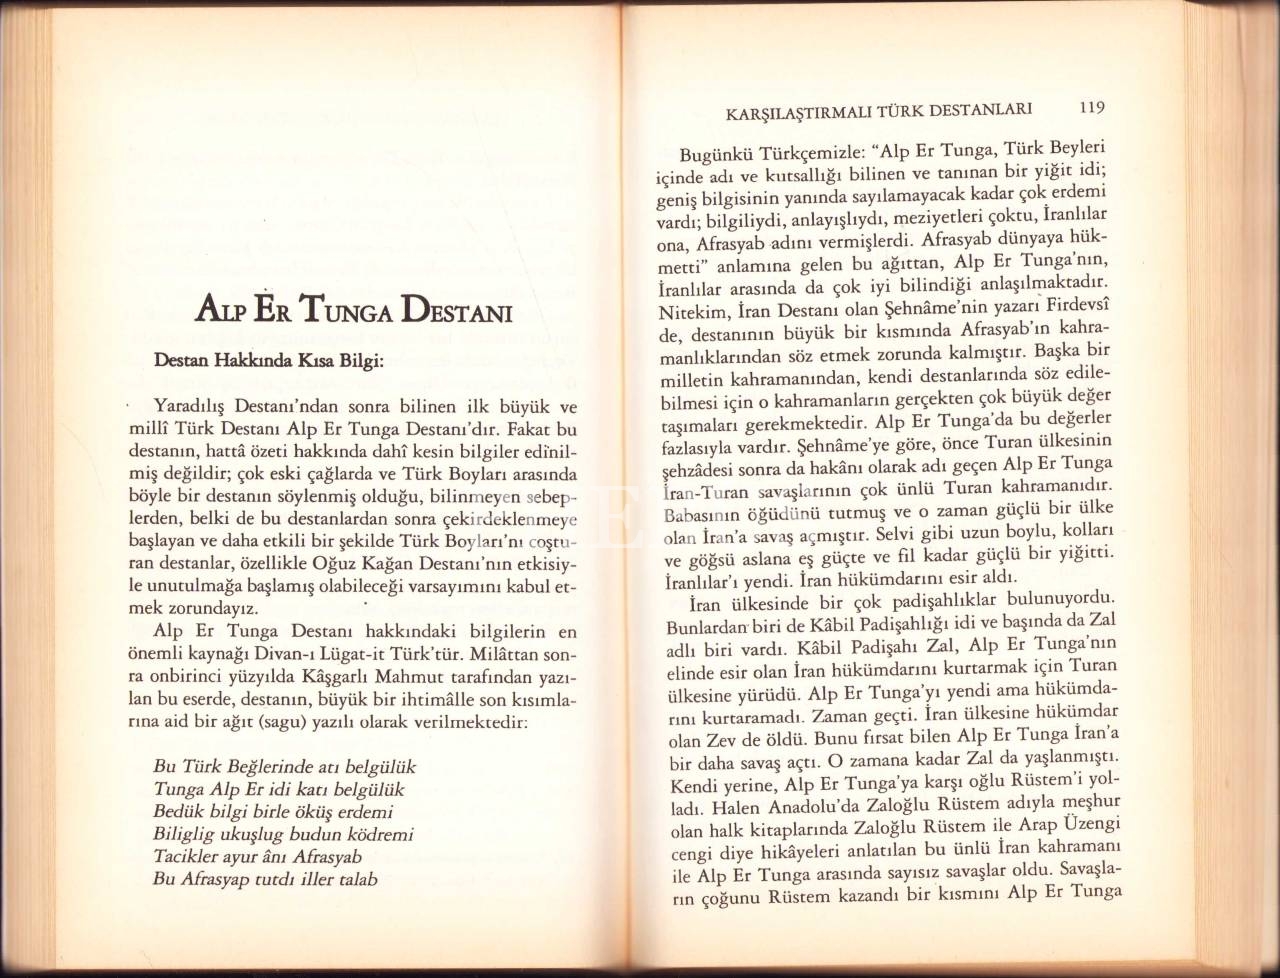 ALP ER TUNGA DESTANI
Destan Hakkında Kısa Bilgi:
Yaradılış Destanı'ndan sonra bilinen ilk büyük ve
millî Türk Destanı Alp Er Tunga Destanı'dır. Fakat bu
destanın, hattâ özeti hakkında dahî kesin bilgiler edinil-
miş değildir; çok eski çağlarda ve Türk Boyları arasında
böyle bir destanın söylenmiş olduğu, bilinmeyen sebep-
lerden, belki de bu destanlardan sonra çekirdeklenmeye
başlayan ve daha etkili bir şekilde Türk Boyları'nı coştu-
ran destanlar, özellikle Oğuz Kağan Destanı'nın etkisiy-
le unutulmağa başlamış olabileceği varsayımını kabul et-
mek zorundayız.
Alp Er Tunga Destanı hakkındaki bilgilerin en
önemli kaynağı Divan-ı Lügat-it Türk'tür. Milâttan son-
ra onbirinci yüzyılda Kâşgarlı Mahmut tarafından yazı-
lan bu eserde, destanın, büyük bir ihtimâlle son kısımla-
rına aid bir ağıt (sagu) yazılı olarak verilmektedir:
Bu Türk Beğlerinde atı belgülük
Tunga Alp Er idi katı belgülük
Bedük bilgi birle öküş erdemi
Biliglig ukuşlug budun ködremi
Tacikler ayur ânı Afrasyab
Bu Afrasyap tutdı iller talab
KARŞILAŞTIRMALI TÜRK DESTANLARI 119
Bugünkü Türkçemizle: "Alp Er Tunga, Türk Beyleri
içinde adı ve kutsallığı bilinen ve tanınan bir yiğit idi;
geniş bilgisinin yanında sayılamayacak kadar çok erdemi
vardı; bilgiliydi, anlayışlıydı, meziyetleri çoktu, İranlılar
ona, Afrasyab adını vermişlerdi. Afrasyab dünyaya hük-
metti" anlamına gelen bu ağıttan, Alp Er Tunga'nın,
İranlılar arasında da çok iyi bilindiği anlaşılmaktadır.
Nitekim, İran Destanı olan Şehnâme'nin yazarı Firdevsî
de, destanının büyük bir kısmında Afrasyab'ın kahra-
manlıklarından söz etmek zorunda kalmıştır. Başka bir
milletin kahramanından, kendi destanlarında söz edile-
bilmesi için o kahramanların gerçekten çok büyük değer
taşımaları gerekmektedir. Alp Er Tunga'da bu değerler
fazlasıyla vardır. Şehnâme'ye göre, önce Turan ülkesinin
şehzâdesi sonra da hakânı olarak adı geçen Alp Er Tunga
İran-Turan savaşlarının çok ünlü Turan kahramanıdır.
Babasının öğüdünü tutmuş ve o zaman güçlü bir ülke
olan İran'a savaş açmıştır. Selvi gibi uzun boylu, kolları
ve göğsü aslana eş güçte ve fil kadar güçlü bir yiğitti.
İranlılar'ı yendi. İran hükümdarını esir aldı.
İran ülkesinde bir çok padişahlıklar bulunuyordu.
Bunlardan biri de Kâbil Padişahlığı idi ve başında da Zal
adlı biri vardı. Kâbil Padişahı Zal, Alp Er Tunga'nın
elinde esir olan İran hükümdarını kurtarmak için Turan
ülkesine yürüdü. Alp Er Tunga'yı yendi ama hükümda-
rını kurtaramadı. Zaman geçti. İran ülkesine hükümdar
olan Zev de öldü. Bunu fırsat bilen Alp Er Tunga İran'a
bir daha savaş açtı. O zamana kadar Zal da yaşlanmıştı.
Kendi yerine, Alp Er Tunga'ya karşı oğlu Rüstem'i yol-
ladı. Halen Anadolu'da Zaloğlu Rüstem adıyla meşhur
olan halk kitaplarında Zaloğlu Rüstem ile Arap Üzengi
cengi diye hikâyeleri anlatılan bu ünlü İran kahramanı
ile Alp Er Tunga arasında sayısız savaşlar oldu. Savaşla-
rın çoğunu Rüstem kazandı bir kısmını Alp Er Tunga